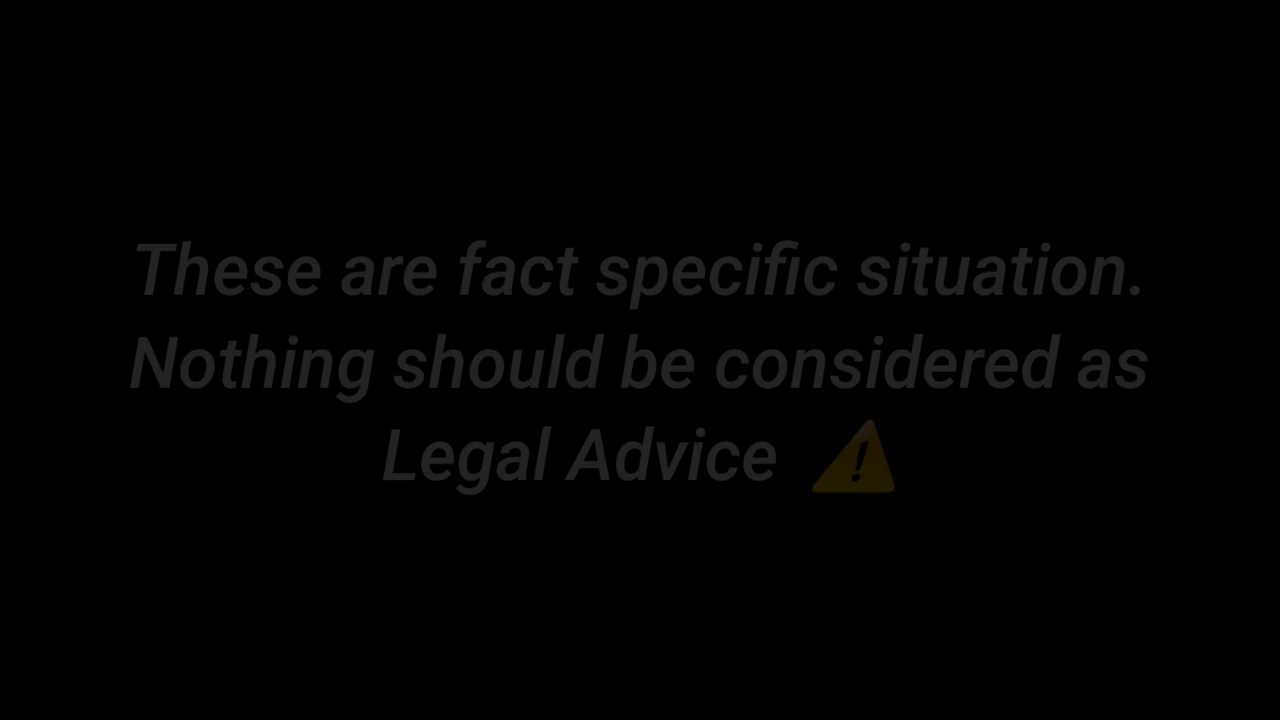 These are fact specific situation.
Nothing should be considered as
Legal Advice ⚠️